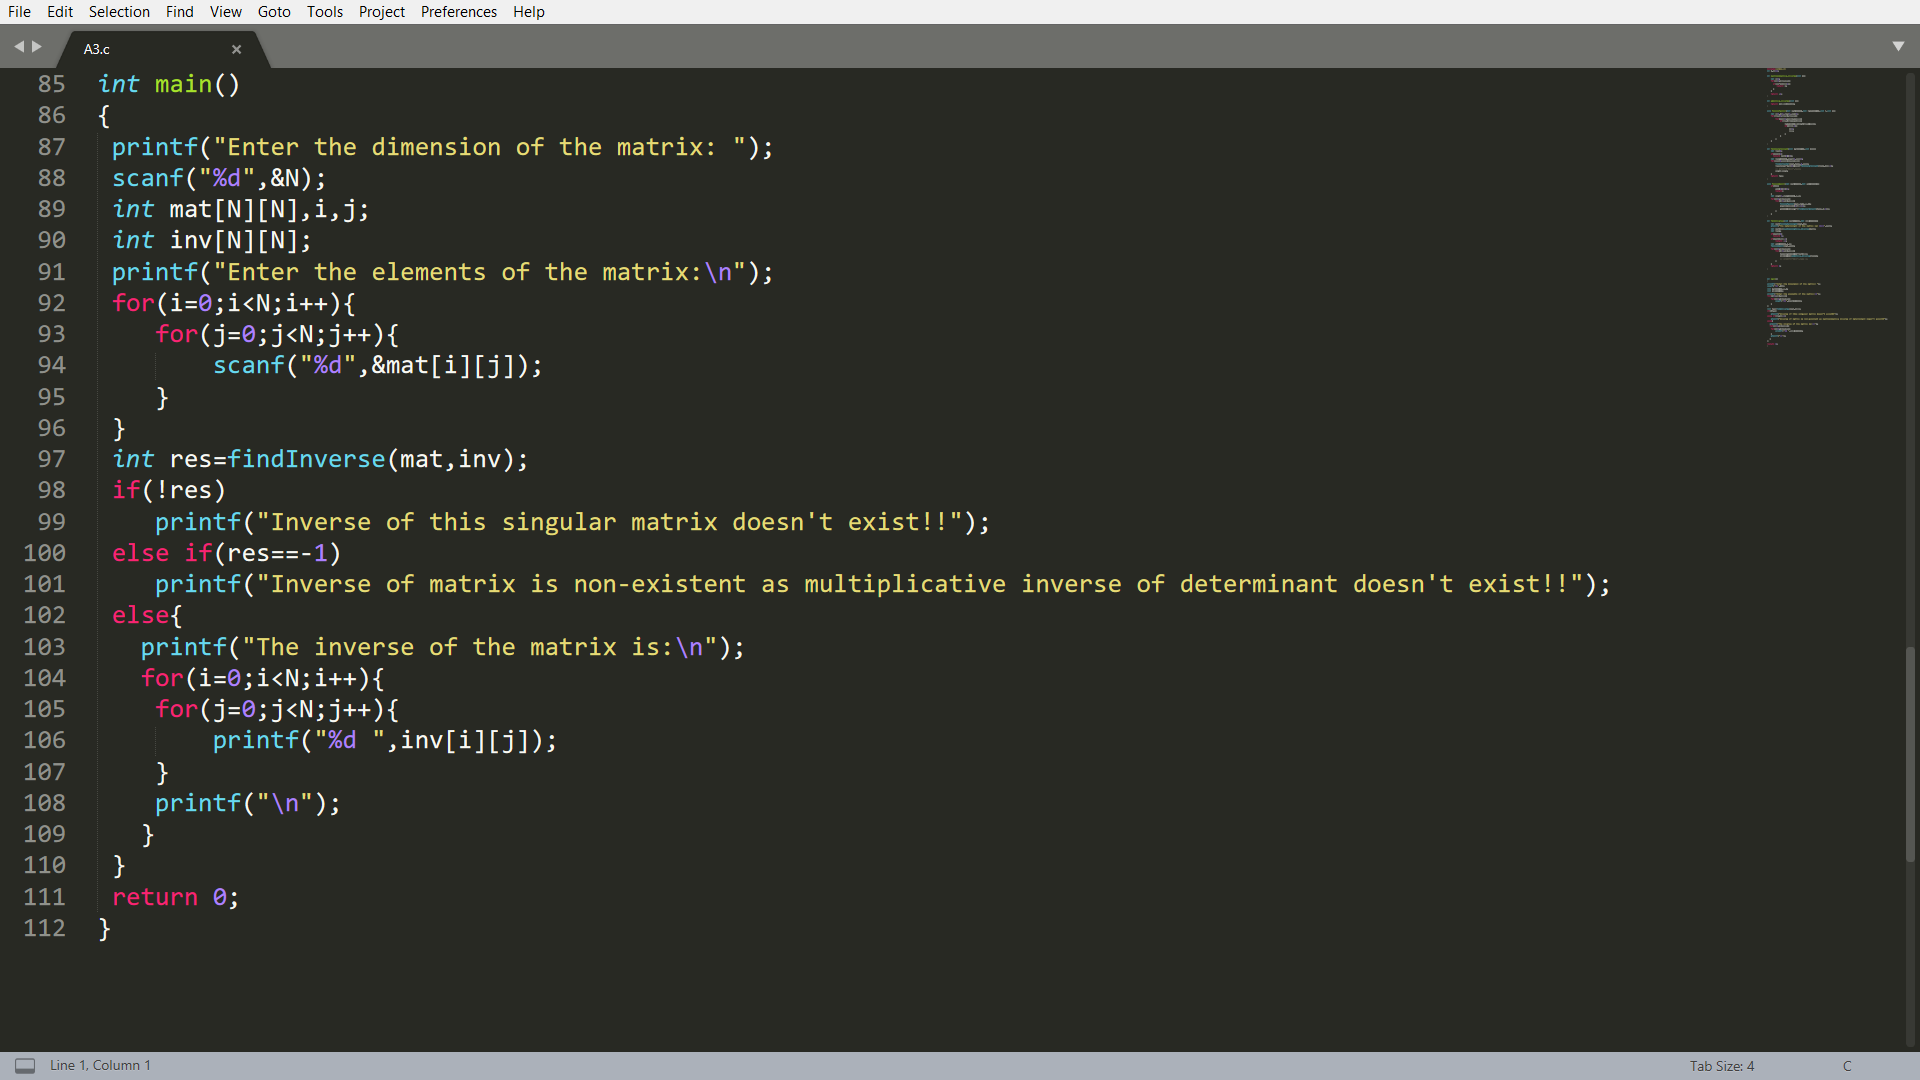 File Edit Selection Find View Goto Tools Project Preferences Help
A3.c
85 int main()
86 {
87 printf("Enter the dimension of the matrix: ");
88 scanf("%d",&N);
89 int mat[N][N],i,j;
90 int inv[N][N];
91 printf("Enter the elements of the matrix:\n");
92 for(i=0;i<N;i++){
93 for(j=0;j<N;j++){
94 scanf("%d",&mat[i][j]);
95 }
96 }
97 int res=findInverse(mat,inv);
98 if(!res)
99 printf("Inverse of this singular matrix doesn't exist!!");
100 else if(res==-1)
101 printf("Inverse of matrix is non-existent as multiplicative inverse of determinant doesn't exist!!");
102 else{
103 printf("The inverse of the matrix is:\n");
104 for(i=0;i<N;i++){
105 for(j=0;j<N;j++){
106 printf("%d ",inv[i][j]);
107 }
108 printf("\n");
109 }
110 }
111 return 0;
112 }
Line 1, Column 1
Tab Size: 4
C